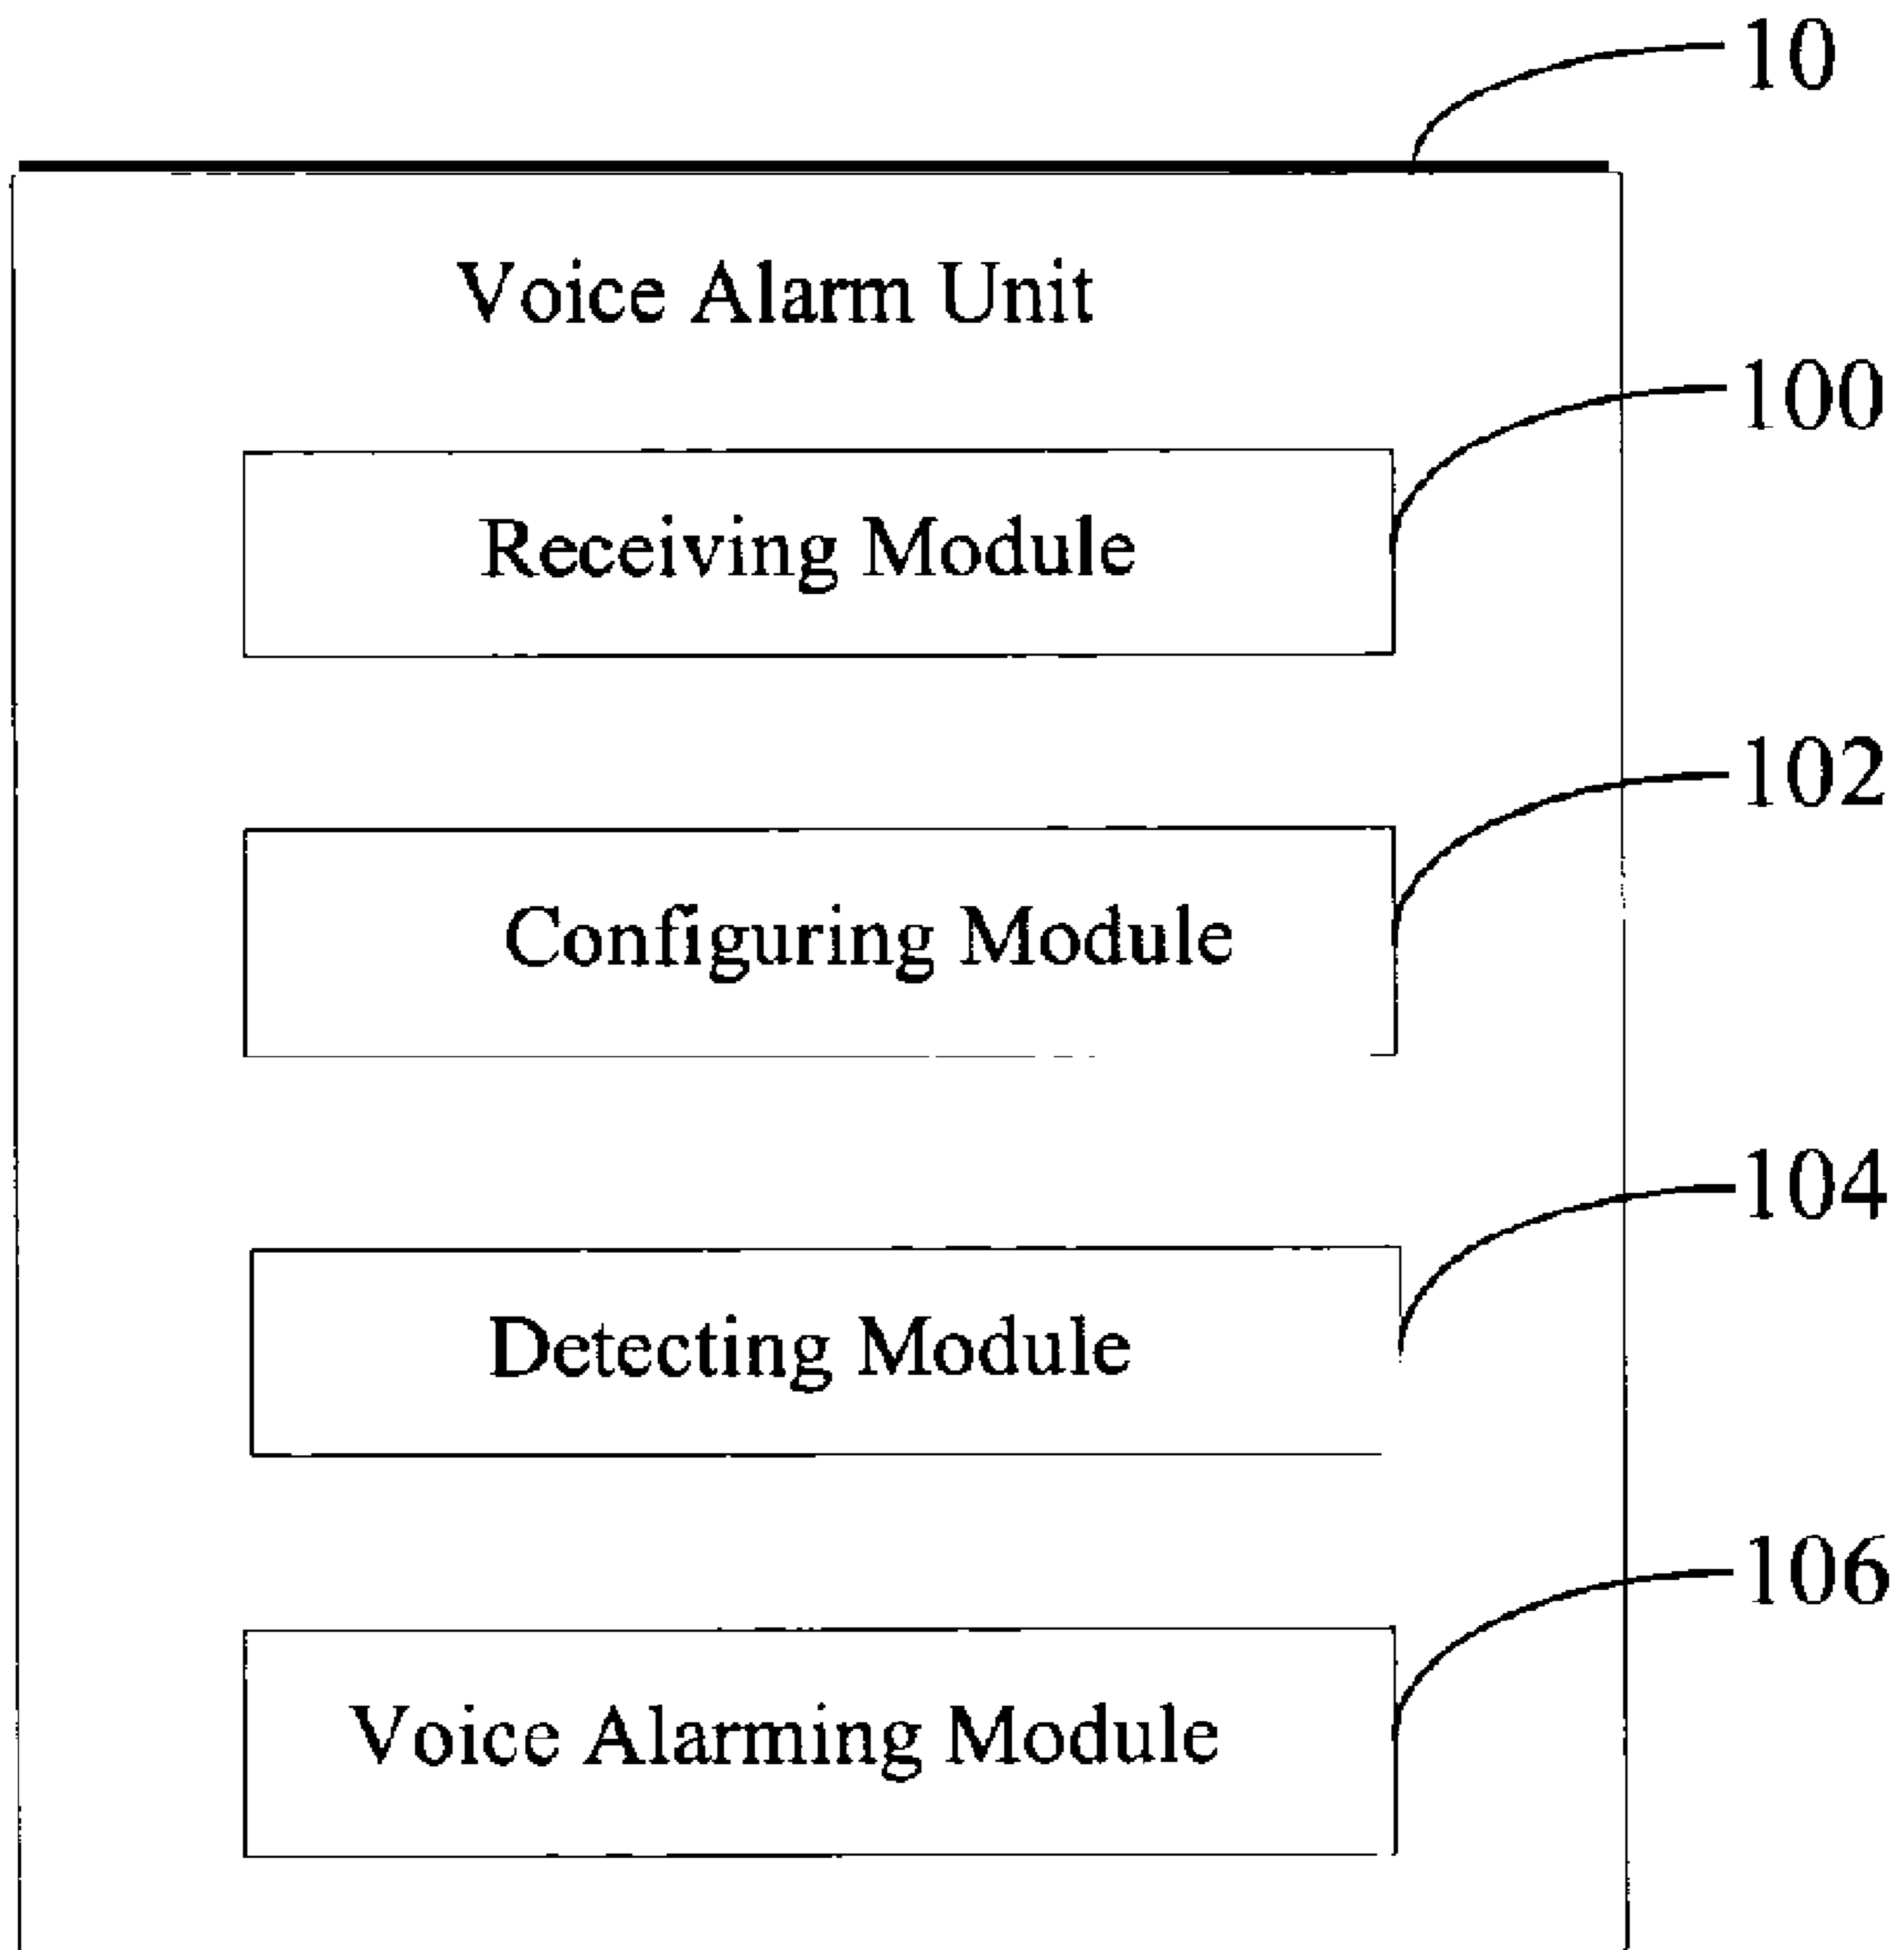 10
Voice Alarm Unit
100
Receiving Module
102
Configuring Module
104
Detecting Module
106
Voice Alarming Module